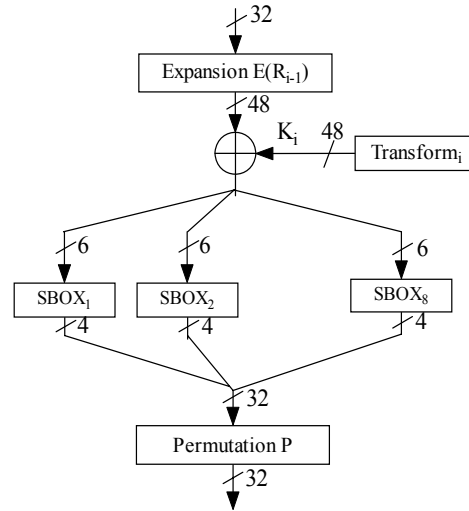 32
Expansion E(Rᵢ₋₁)
48
Kᵢ 48
Transformᵢ
6 6 6
SBOX₁ SBOX₂ SBOX₈
4 4 4
32
Permutation P
32